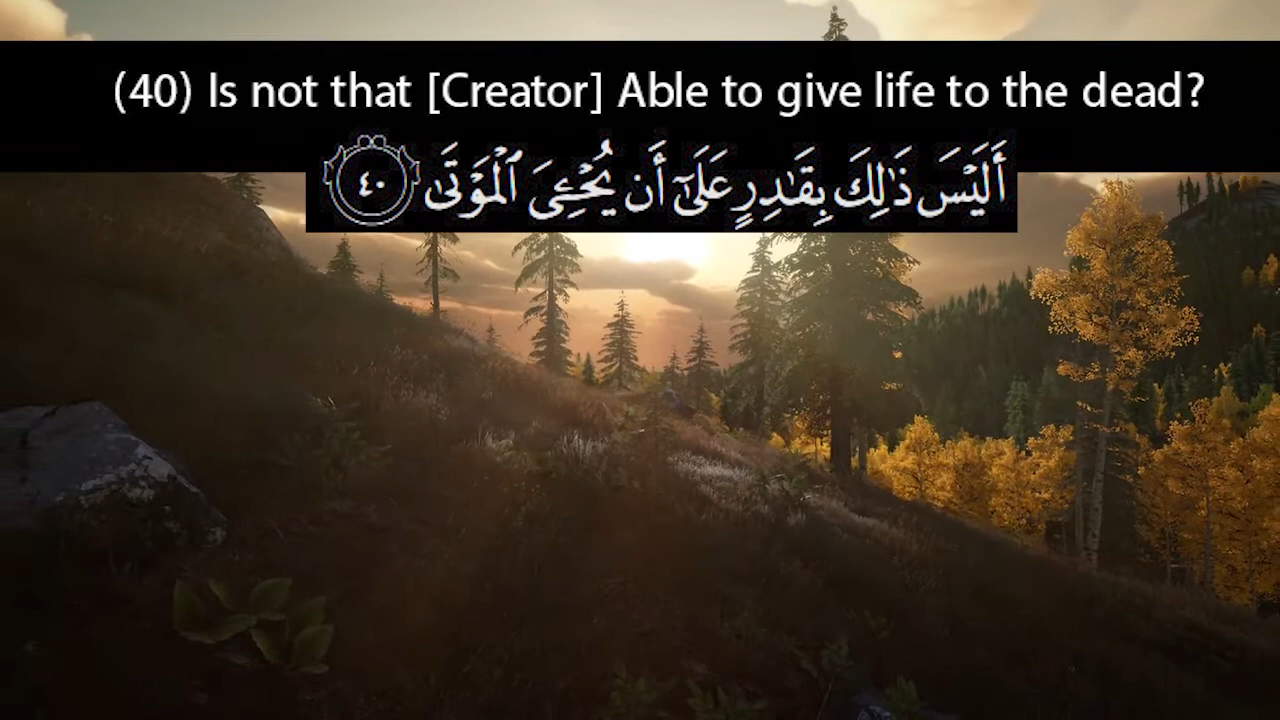 (40) Is not that [Creator] Able to give life to the dead?
أَلَيْسَ ذَٰلِكَ بِقَـٰدِرٍ عَلَىٰٓ أَن يُحْـِۧىَ ٱلْمَوْتَىٰ ٤٠